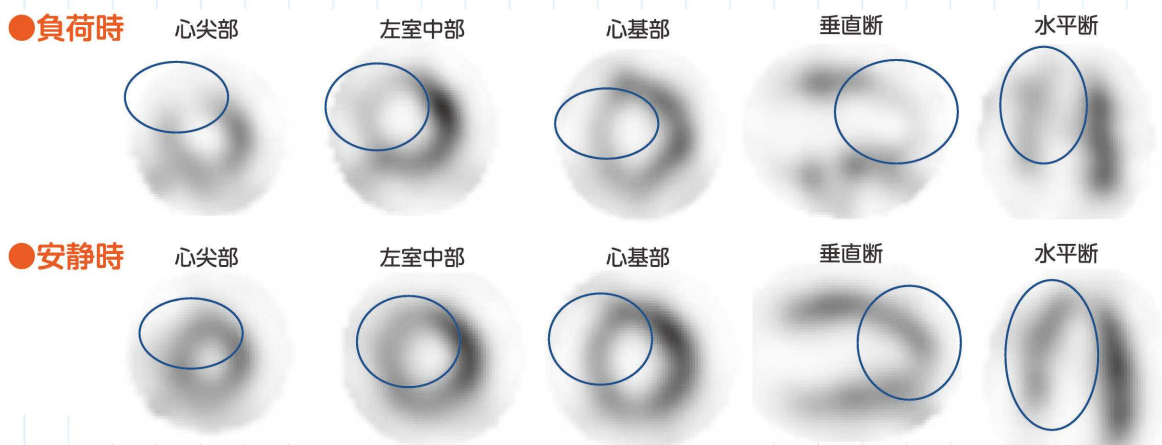 ●負荷時
心尖部 左室中部 心基部 垂直断 水平断
●安静時
心尖部 左室中部 心基部 垂直断 水平断